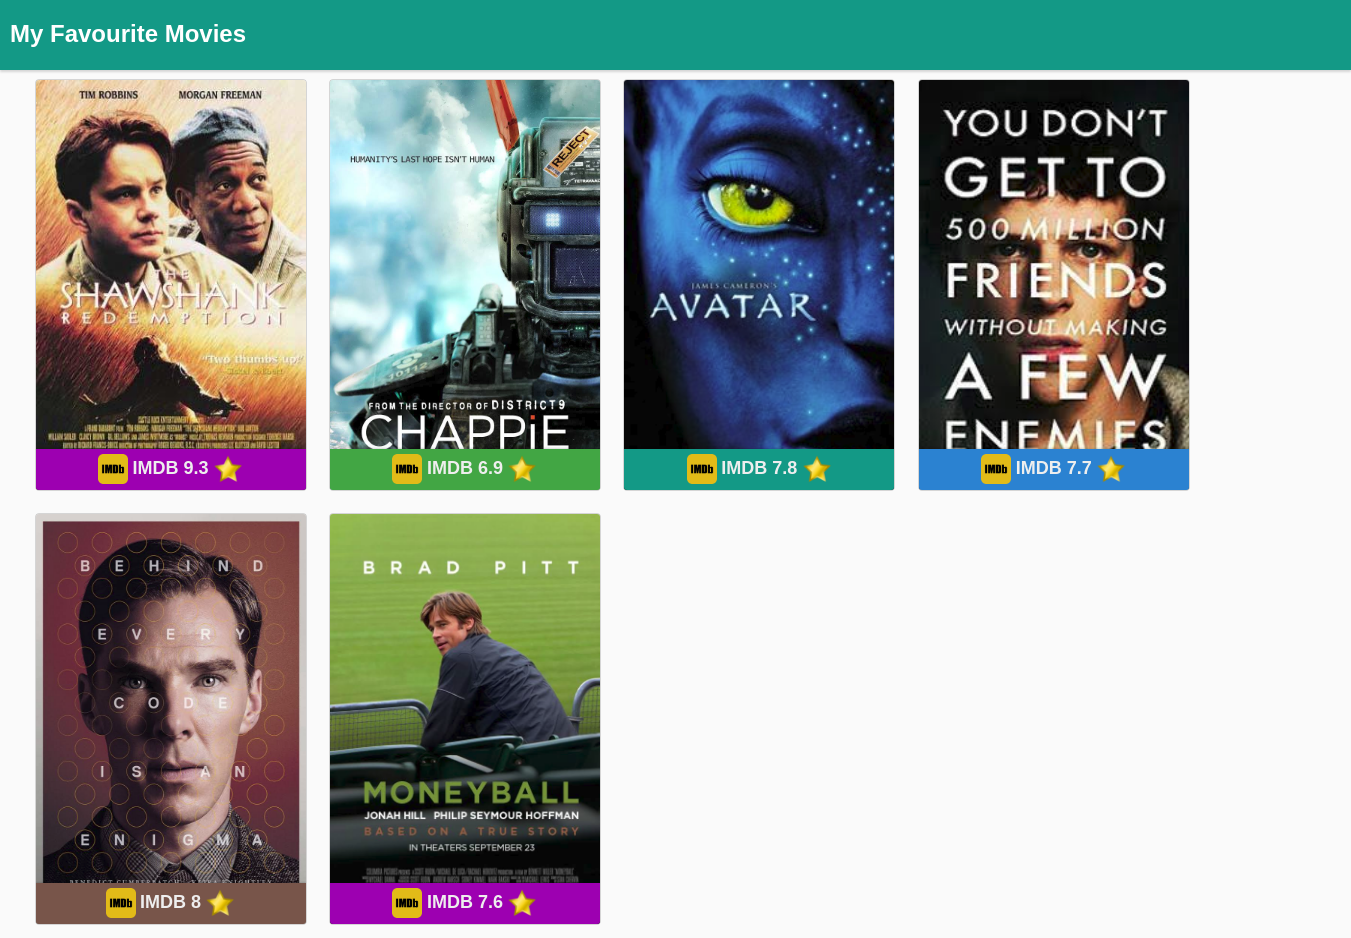 My Favourite Movies
TIM ROBBINS MORGAN FREEMAN
THE
SHAWSHANK
REDEMPTION
"Two thumbs up!"
IMDb IMDB 9.3
REJECT
HUMANITY'S LAST HOPE ISN'T HUMAN
FROM THE DIRECTOR OF DISTRICT9
CHAPPiE
IMDb IMDB 6.9
JAMES CAMERON'S
AVATAR
IMDb IMDB 7.8
YOU DON'T
GET TO
500 MILLION
FRIENDS
WITHOUT MAKING
A FEW
ENEMIES
IMDb IMDB 7.7
BEHIND
EVERY
CODE
IS AN
ENIGMA
BENEDICT CUMBERBATCH KEIRA KNIGHTLEY
IMDb IMDB 8
BRAD PITT
MONEYBALL
JONAH HILL PHILIP SEYMOUR HOFFMAN
BASED ON A TRUE STORY
IN THEATERS SEPTEMBER 23
IMDb IMDB 7.6